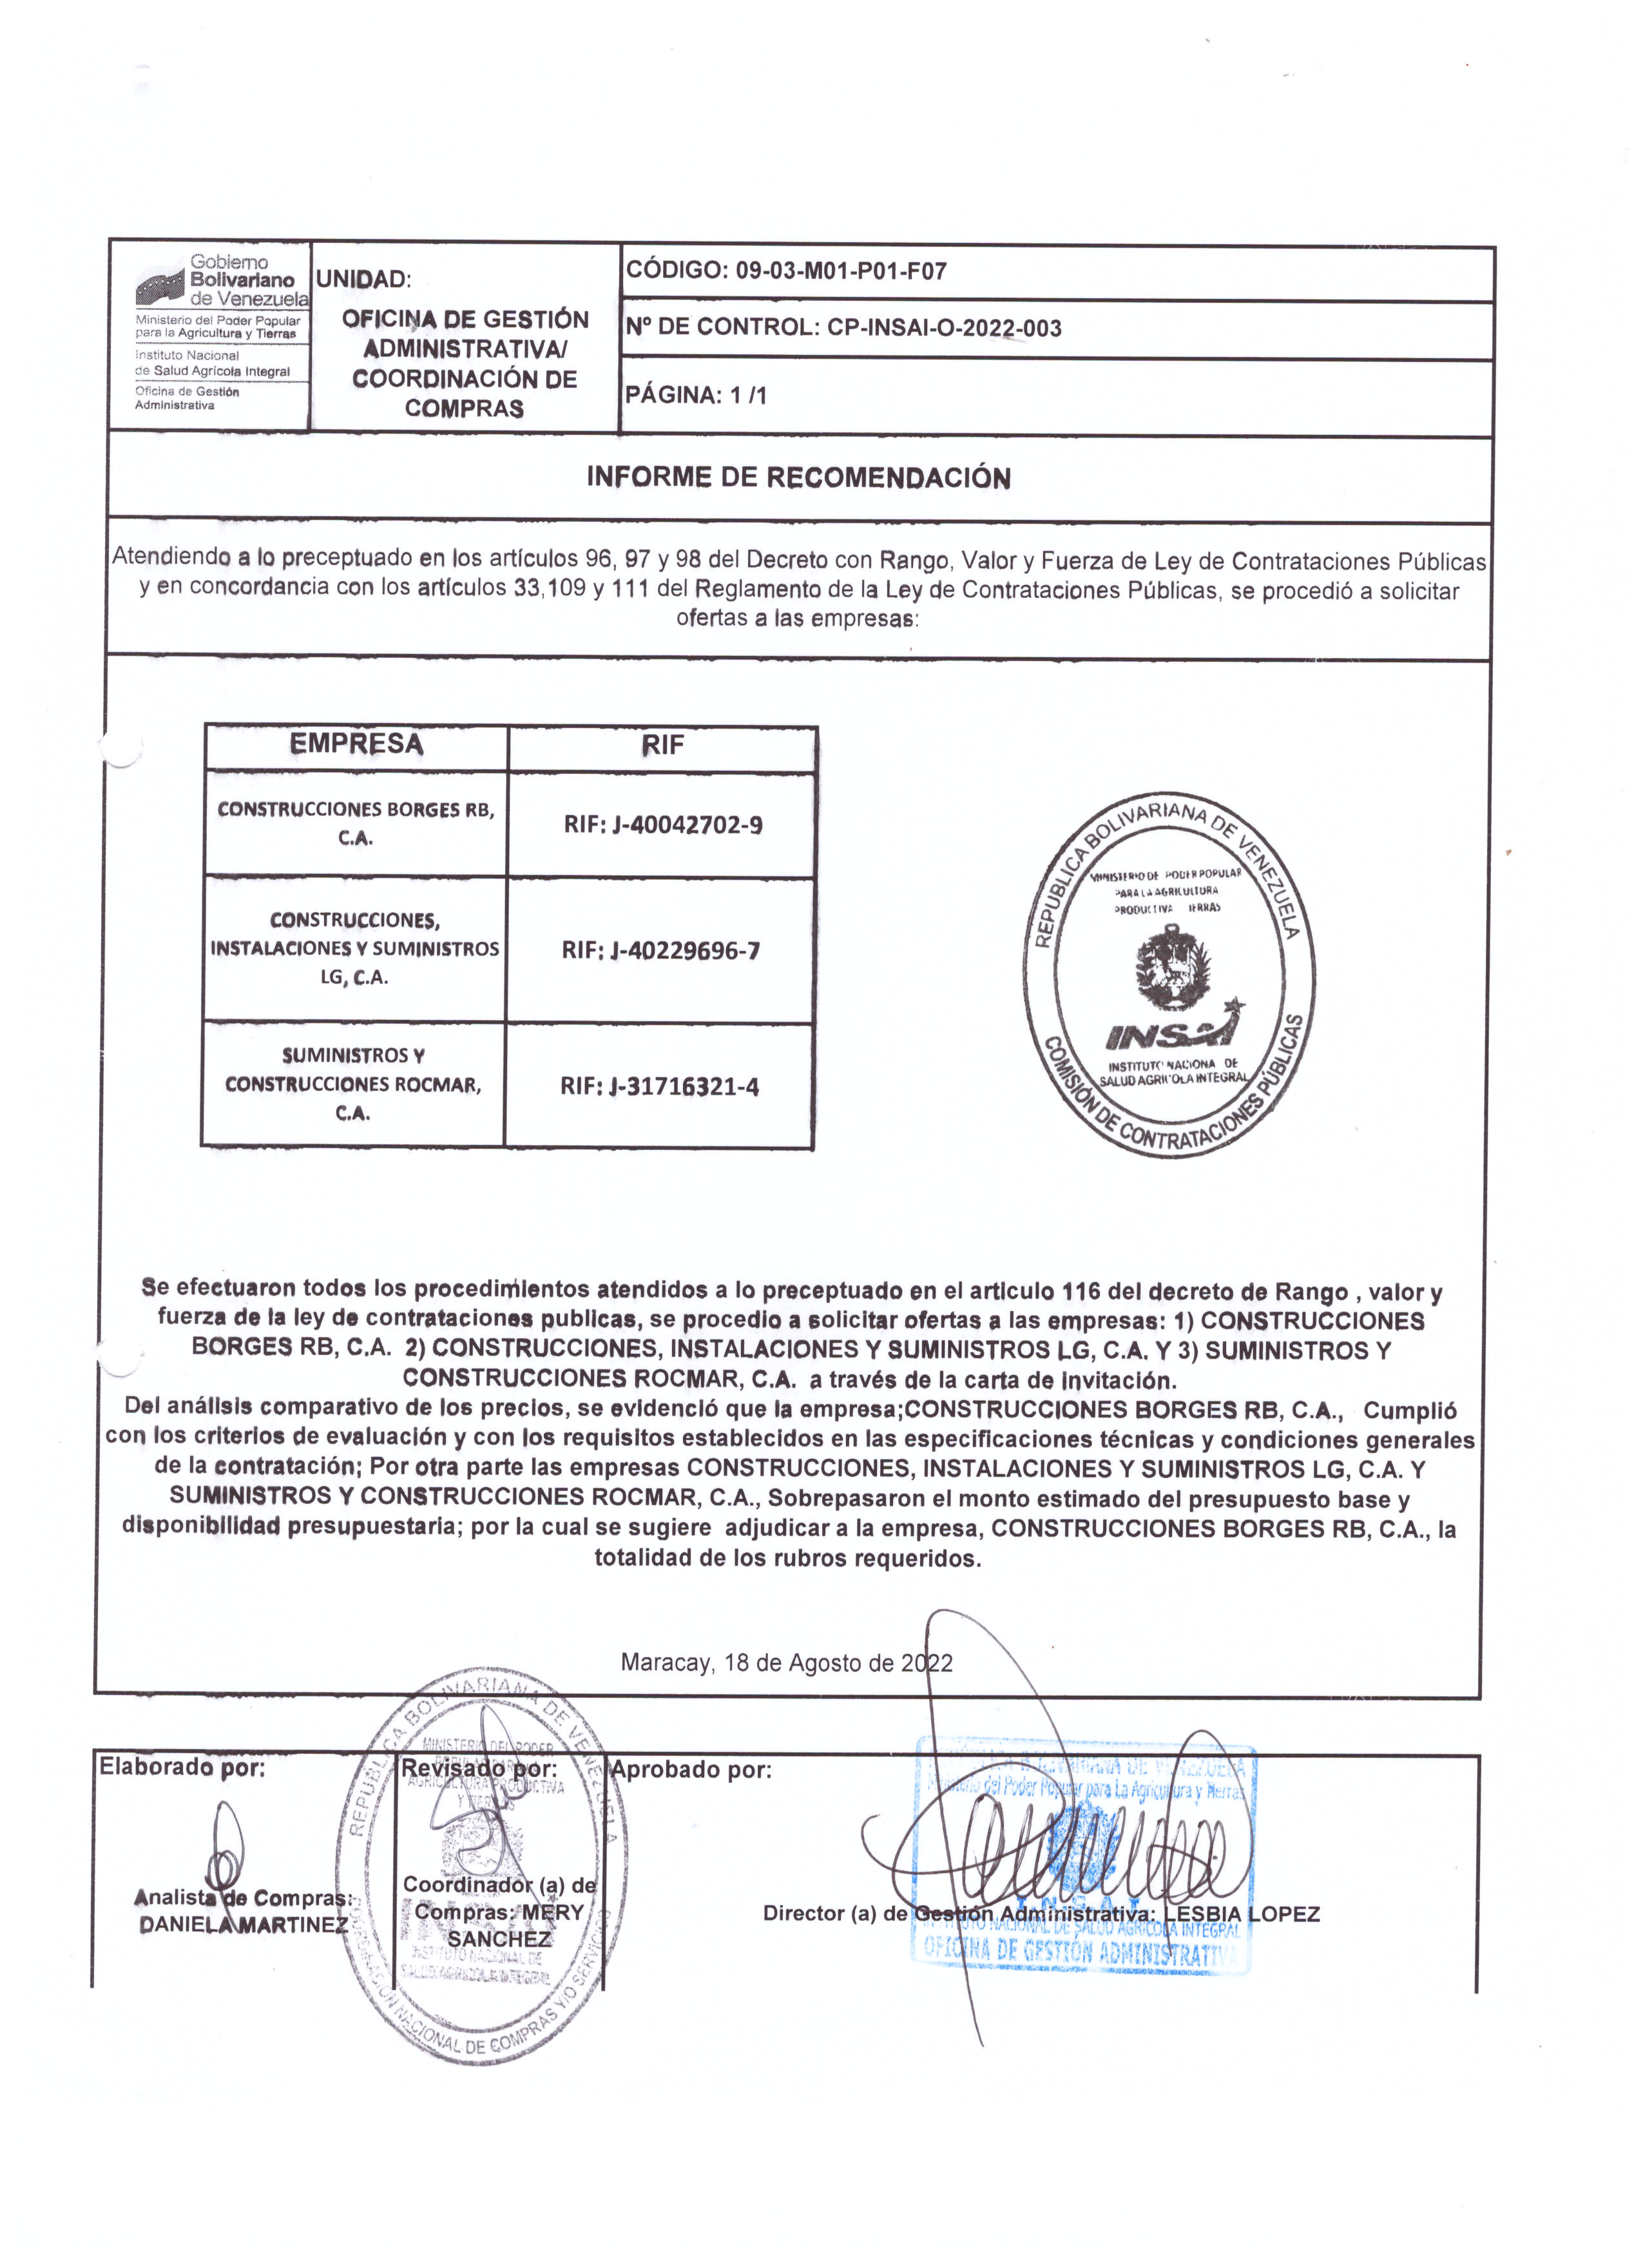 Gobierno
Bolivariano
de Venezuela
Ministerio del Poder Popular
para la Agricultura y Tierras
Instituto Nacional
de Salud Agrícola Integral
Oficina de Gestión
Administrativa
UNIDAD:
OFICINA DE GESTIÓN
ADMINISTRATIVA/
COORDINACIÓN DE
COMPRAS
CÓDIGO: 09-03-M01-P01-F07
Nº DE CONTROL: CP-INSAI-O-2022-003
PÁGINA: 1 /1
INFORME DE RECOMENDACIÓN
Atendiendo a lo preceptuado en los artículos 96, 97 y 98 del Decreto con Rango, Valor y Fuerza de Ley de Contrataciones Públicas
y en concordancia con los artículos 33,109 y 111 del Reglamento de la Ley de Contrataciones Públicas, se procedió a solicitar
ofertas a las empresas:
EMPRESA RIF
CONSTRUCCIONES BORGES RB,
C.A.
RIF: J-40042702-9
CONSTRUCCIONES,
INSTALACIONES Y SUMINISTROS
LG, C.A.
RIF: J-40229696-7
SUMINISTROS Y
CONSTRUCCIONES ROCMAR,
C.A.
RIF: J-31716321-4
REPUBLICA BOLIVARIANA DE VENEZUELA
MINISTERIO DE PODER POPULAR
PARA LA AGRICULTURA
PRODUCTIVA TIERRAS
INSAI
INSTITUTO NACIONA DE
SALUD AGRICOLA INTEGRAL
COMISIÓN DE CONTRATACIONES PÚBLICAS
Se efectuaron todos los procedimientos atendidos a lo preceptuado en el articulo 116 del decreto de Rango , valor y
fuerza de la ley de contrataciones publicas, se procedio a solicitar ofertas a las empresas: 1) CONSTRUCCIONES
BORGES RB, C.A. 2) CONSTRUCCIONES, INSTALACIONES Y SUMINISTROS LG, C.A. Y 3) SUMINISTROS Y
CONSTRUCCIONES ROCMAR, C.A. a través de la carta de Invitación.
Del análisis comparativo de los precios, se evidenció que la empresa;CONSTRUCCIONES BORGES RB, C.A., Cumplió
con los criterios de evaluación y con los requisitos establecidos en las especificaciones técnicas y condiciones generales
de la contratación; Por otra parte las empresas CONSTRUCCIONES, INSTALACIONES Y SUMINISTROS LG, C.A. Y
SUMINISTROS Y CONSTRUCCIONES ROCMAR, C.A., Sobrepasaron el monto estimado del presupuesto base y
disponibilidad presupuestaria; por la cual se sugiere adjudicar a la empresa, CONSTRUCCIONES BORGES RB, C.A., la
totalidad de los rubros requeridos.
Maracay, 18 de Agosto de 2022
Elaborado por:
Analista de Compras:
DANIELA MARTINEZ
Revisado por:
Coordinador (a) de
Compras: MERY
SANCHEZ
REPUBLICA BOLIVARIANA DE VENEZUELA
MINISTERIO DEL PODER
INSTITUTO NACIONAL DE
SALUD AGRICOLA INTEGRAL
NACIONAL DE COMPRAS Y/O SERVICIOS
Aprobado por:
Director (a) de Gestión Administrativa: LESBIA LOPEZ
BOLIVARIANA DE VENEZUELA
Ministerio del Poder Popular para La Agricultura y Tierras
I.N.S.A.I
INSTITUTO NACIONAL DE SALUD AGRICOLA INTEGRAL
OFICINA DE GESTIÓN ADMINISTRATIVA